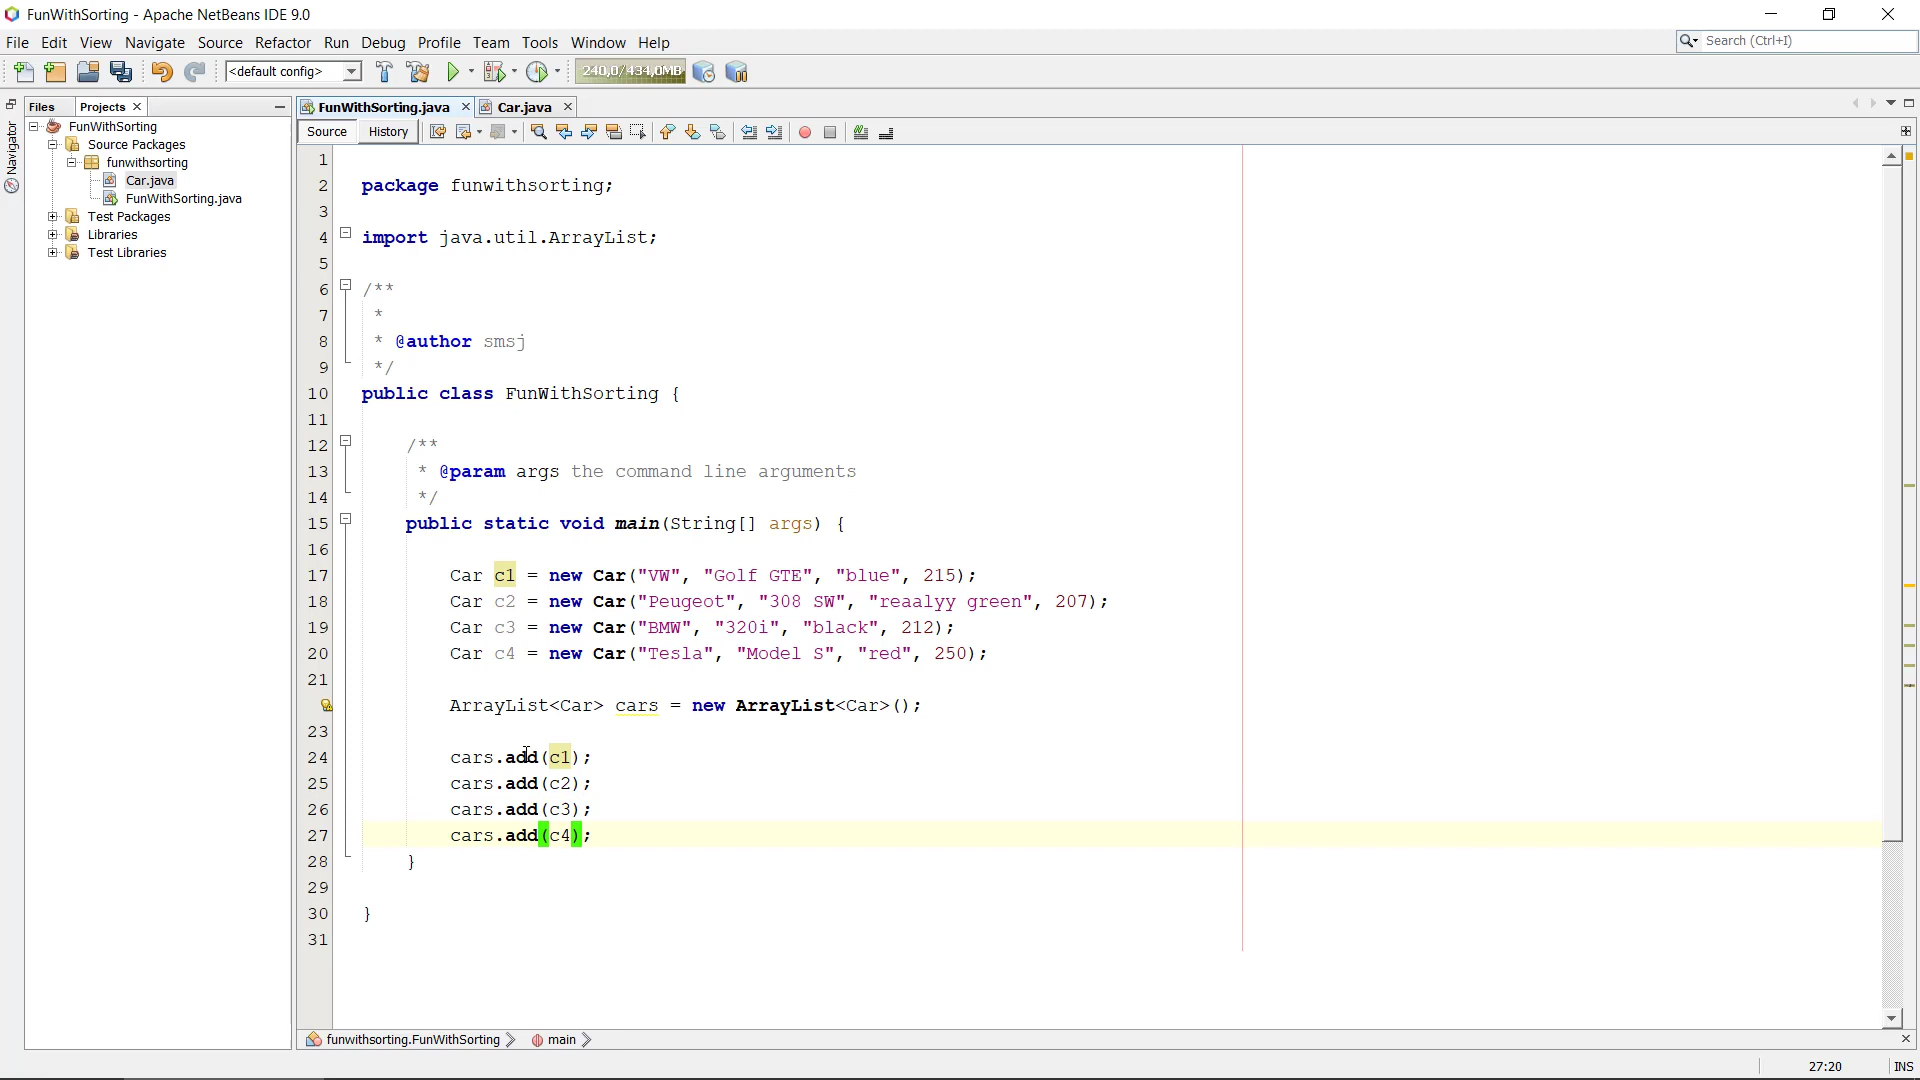 FunWithSorting - Apache NetBeans IDE 9.0
File Edit View Navigate Source Refactor Run Debug Profile Team Tools Window Help
Search (Ctrl+I)
<default config>
240,0/434,0MB
Files Projects
FunWithSorting.java Car.java
Navigator
FunWithSorting
Source Packages
funwithsorting
Car.java
FunWithSorting.java
Test Packages
Libraries
Test Libraries
Source History
1
2 package funwithsorting;
3
4 import java.util.ArrayList;
5
6 /**
7 *
8 * @author smsj
9 */
10 public class FunWithSorting {
11
12 /**
13 * @param args the command line arguments
14 */
15 public static void main(String[] args) {
16
17 Car c1 = new Car("VW", "Golf GTE", "blue", 215);
18 Car c2 = new Car("Peugeot", "308 SW", "reaalyy green", 207);
19 Car c3 = new Car("BMW", "320i", "black", 212);
20 Car c4 = new Car("Tesla", "Model S", "red", 250);
21
ArrayList<Car> cars = new ArrayList<Car>();
23
24 cars.add(c1);
25 cars.add(c2);
26 cars.add(c3);
27 cars.add(c4);
28 }
29
30 }
31
funwithsorting.FunWithSorting main
27:20 INS